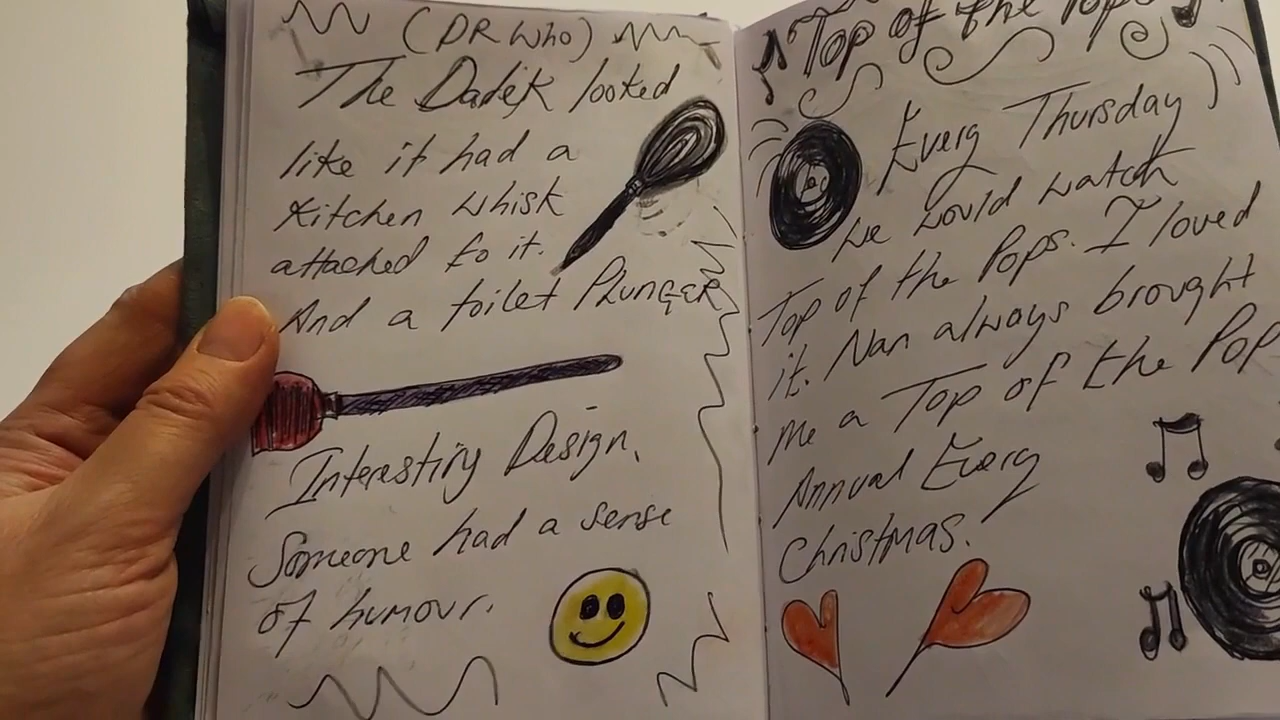 (DR Who)
The Dalek looked
like it had a
Kitchen whisk
attached to it.
And a toilet Plunger
Interesting Design.
Someone had a sense
of humour.
Top of the Pops
Every Thursday
we would watch
Top of the Pops. I loved
it. Nan always brought
me a Top of the Pop
Annual Every
Christmas.